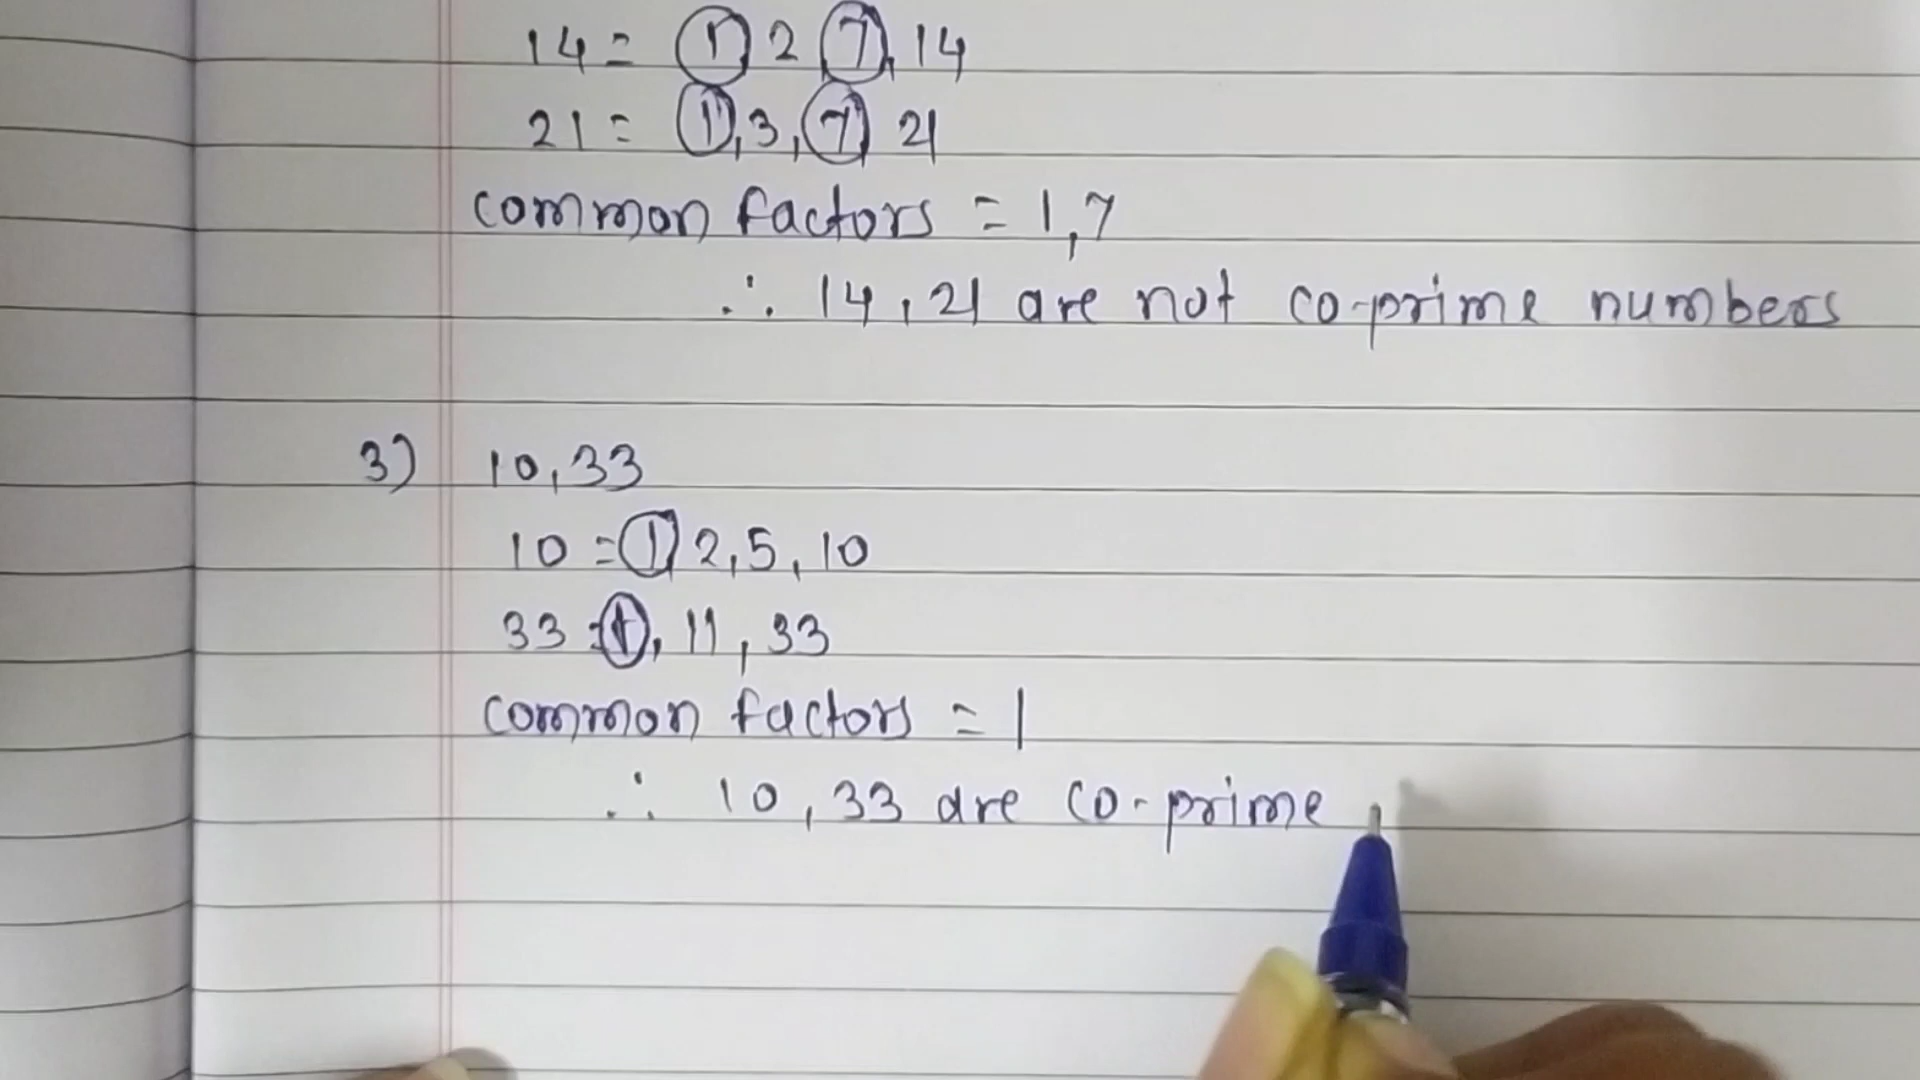 14 = 1, 2 7, 14
21 = 1, 3, 7, 21
common factors = 1, 7
∴ 14, 21 are not co-prime numbers
3) 10, 33
10 = 1, 2, 5, 10
33 = 1, 11, 33
common factors = 1
∴ 10, 33 are co-prime